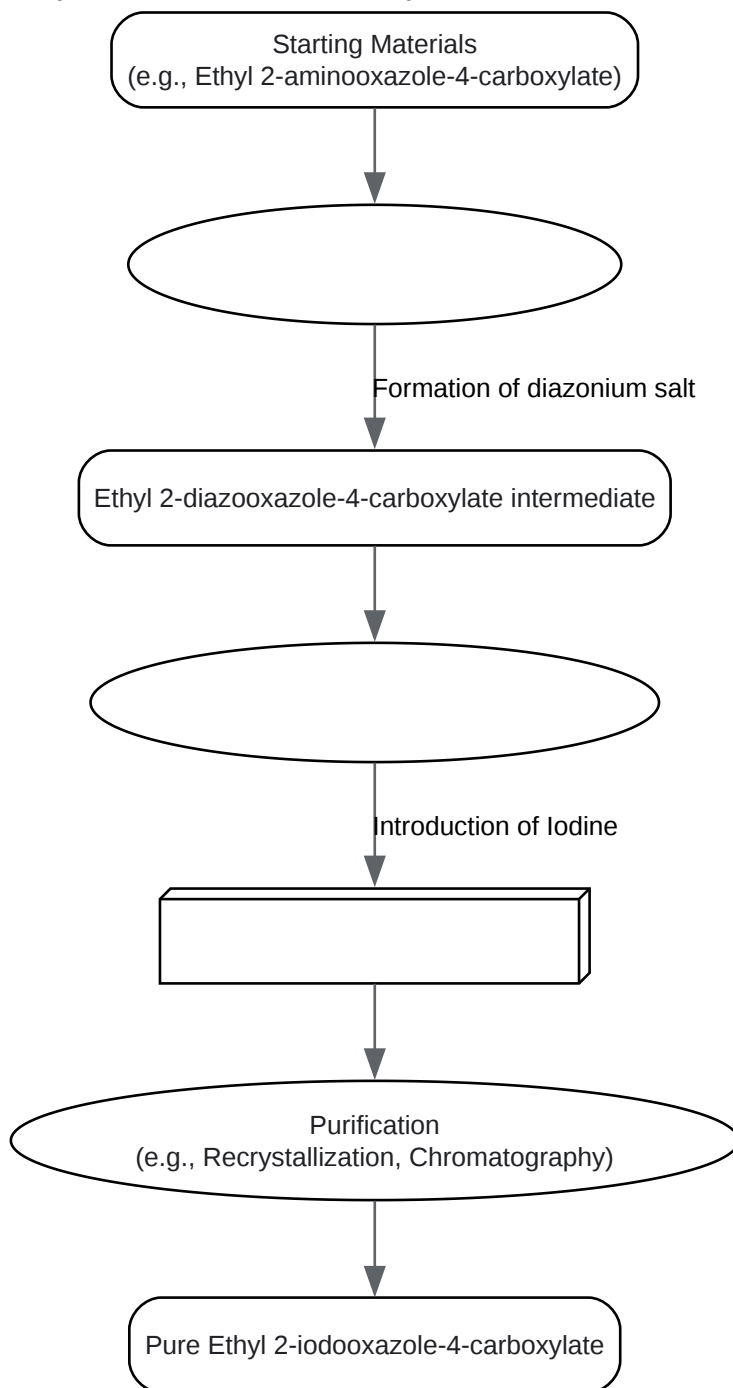 Starting Materials
(e.g., Ethyl 2-aminooxazole-4-carboxylate)
Formation of diazonium salt
Ethyl 2-diazooxazole-4-carboxylate intermediate
Introduction of Iodine
Purification
(e.g., Recrystallization, Chromatography)
Pure Ethyl 2-iodooxazole-4-carboxylate